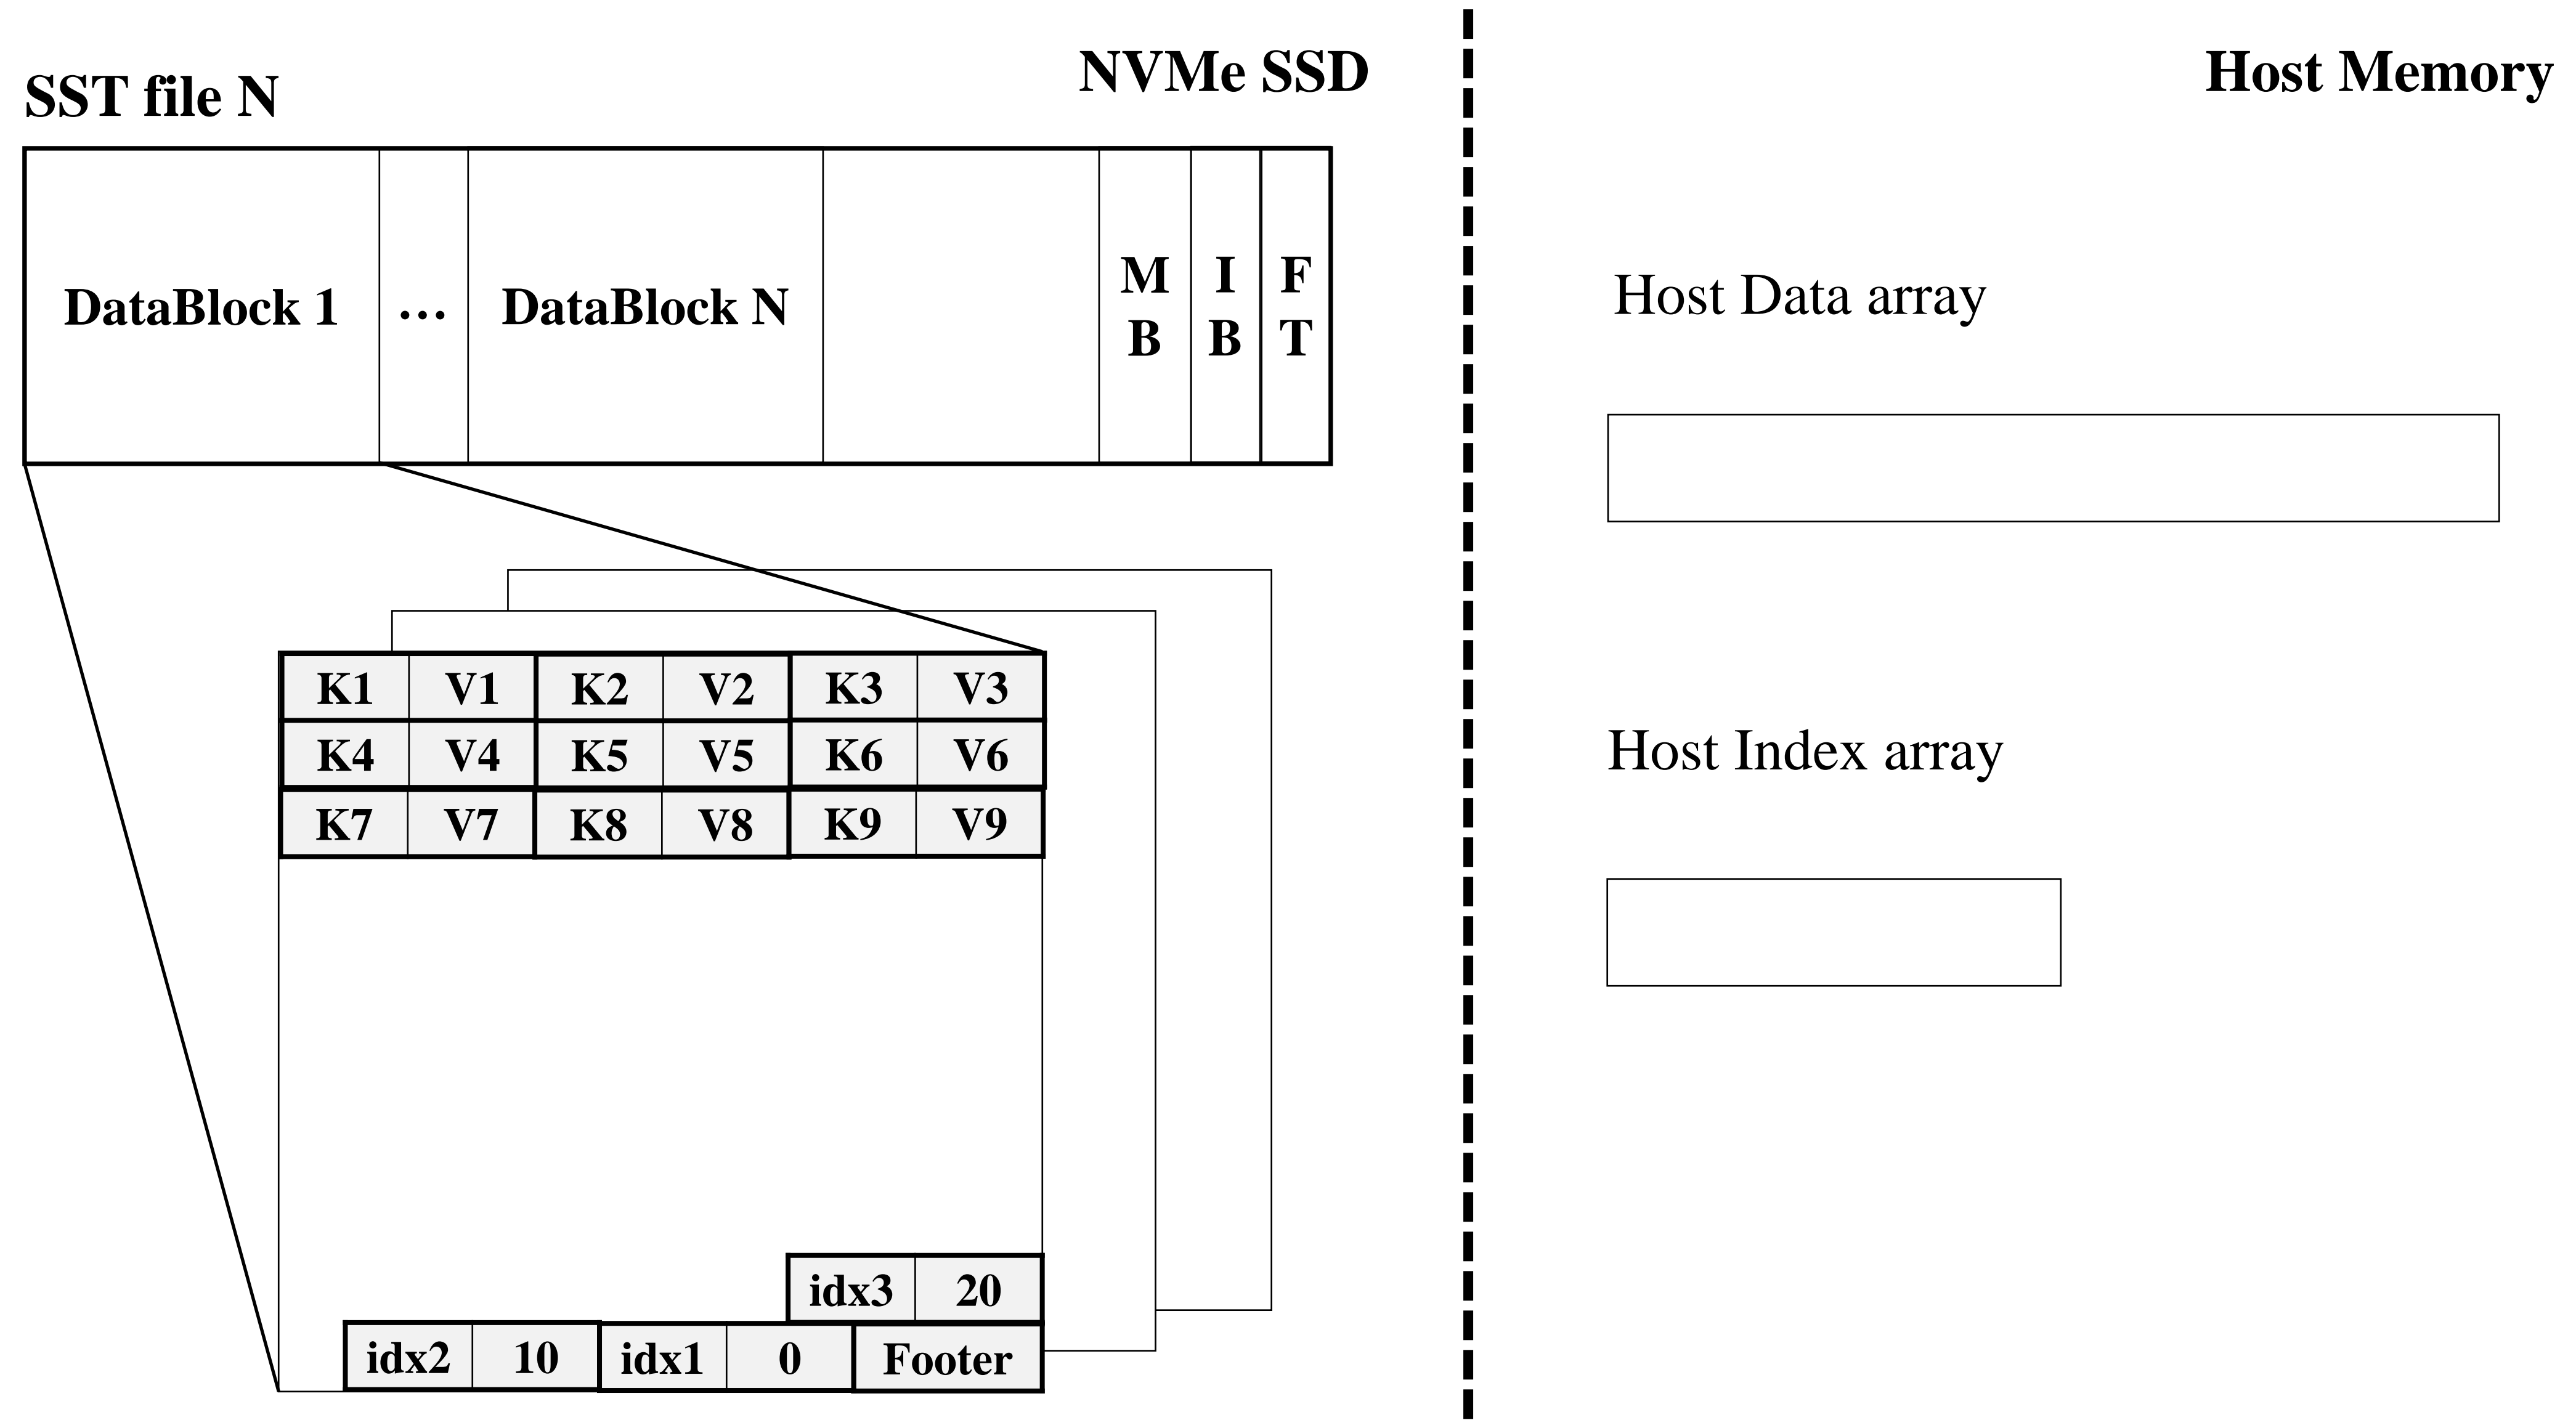 NVMe SSD
Host Memory
SST file N
DataBlock 1
...
DataBlock N
M
B
I
B
F
T
Host Data array
K1 V1 K2 V2 K3 V3
K4 V4 K5 V5 K6 V6
K7 V7 K8 V8 K9 V9
Host Index array
idx3 20
idx2 10 idx1 0 Footer